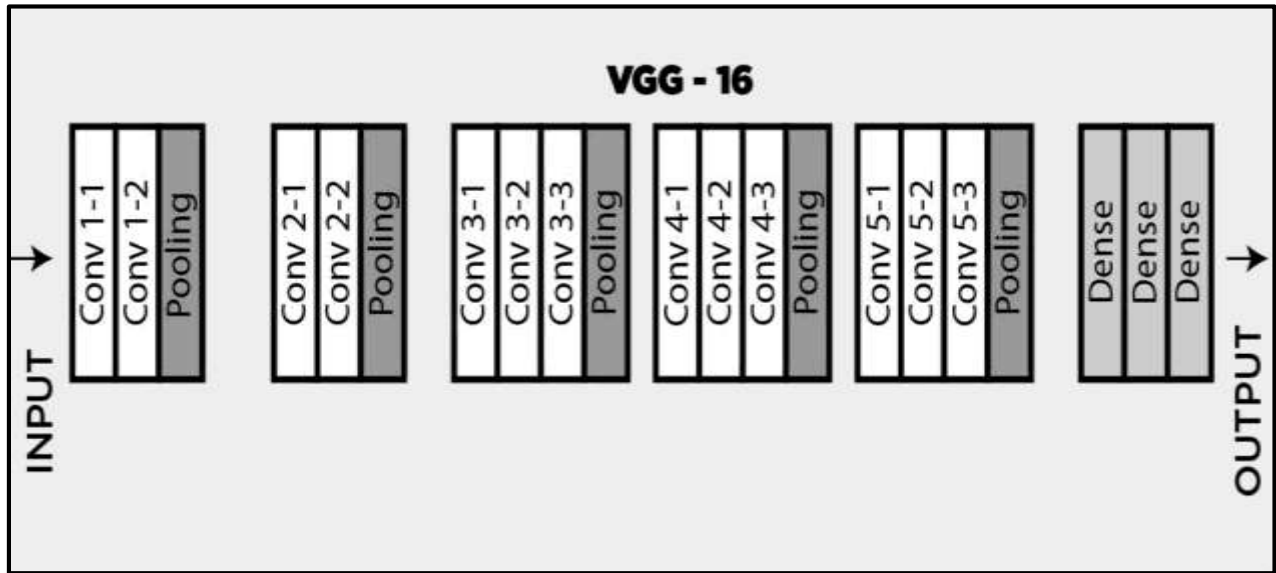 VGG - 16
INPUT
Conv 1-1
Conv 1-2
Pooling
Conv 2-1
Conv 2-2
Pooling
Conv 3-1
Conv 3-2
Conv 3-3
Pooling
Conv 4-1
Conv 4-2
Conv 4-3
Pooling
Conv 5-1
Conv 5-2
Conv 5-3
Pooling
Dense
Dense
Dense
OUTPUT